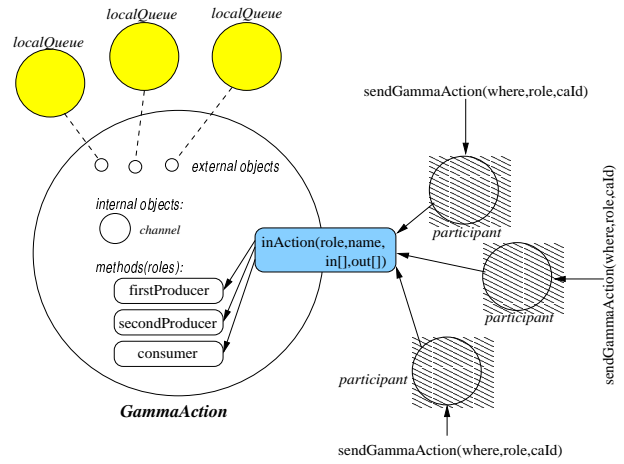 localQueue
localQueue
localQueue
sendGammaAction(where,role,caId)
external objects
internal objects:
channel
participant
inAction(role,name,
in[],out[])
methods(roles):
firstProducer
secondProducer
consumer
participant
sendGammaAction(where,role,caId)
participant
GammaAction
sendGammaAction(where,role,caId)